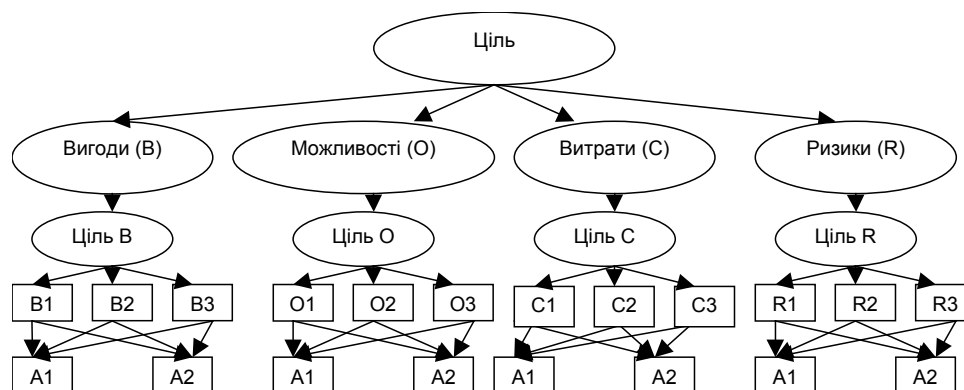 Ціль
Вигоди (B)
Можливості (O)
Витрати (C)
Ризики (R)
Ціль B
Ціль O
Ціль C
Ціль R
B1 B2 B3
O1 O2 O3
C1 C2 C3
R1 R2 R3
A1 A2
A1 A2
A1 A2
A1 A2